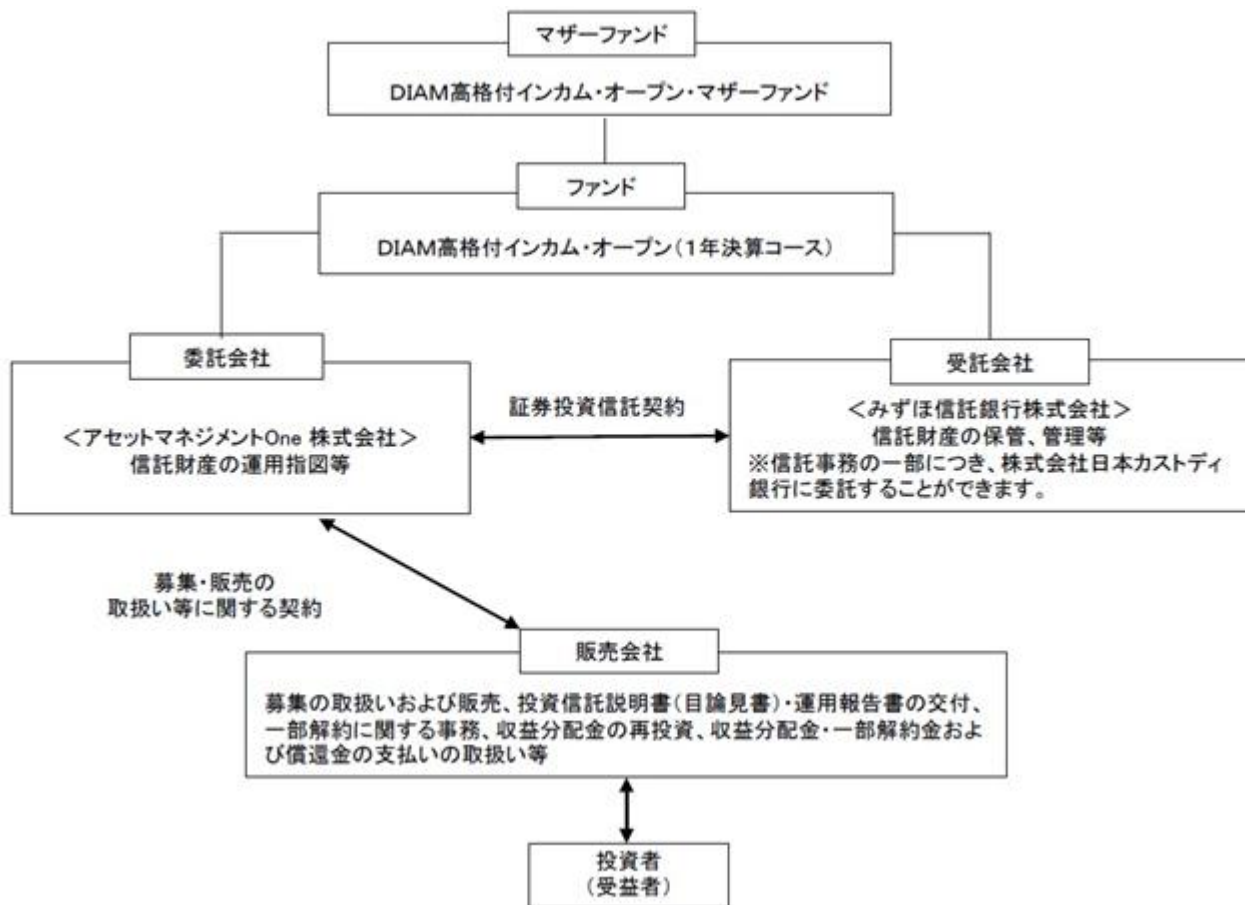 マザーファンド
DIAM高格付インカム・オープン・マザーファンド
ファンド
DIAM高格付インカム・オープン（1年決算コース）
委託会社
＜アセットマネジメントOne 株式会社＞
信託財産の運用指図等
証券投資信託契約
受託会社
＜みずほ信託銀行株式会社＞
信託財産の保管、管理等
※信託事務の一部につき、株式会社日本カストディ
銀行に委託することができます。
募集・販売の
取扱い等に関する契約
販売会社
募集の取扱いおよび販売、投資信託説明書（目論見書）・運用報告書の交付、
一部解約に関する事務、収益分配金の再投資、収益分配金・一部解約金およ
び償還金の支払いの取扱い等
投資者
（受益者）